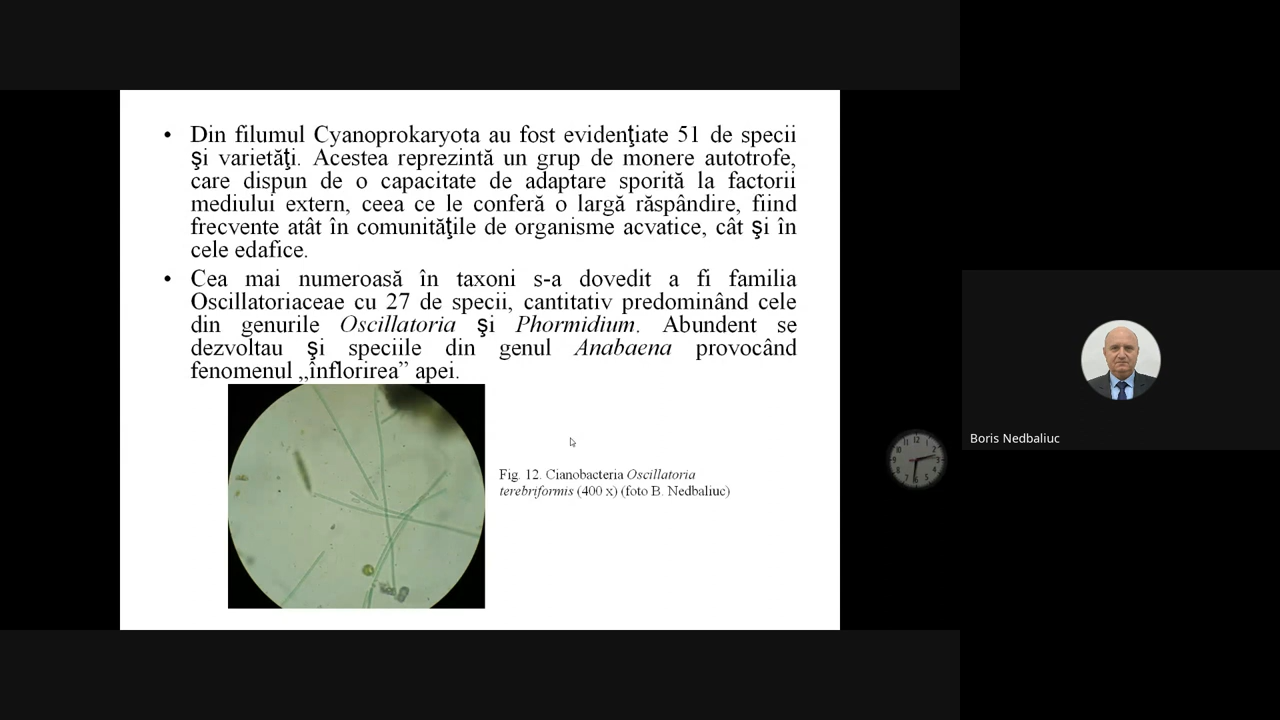 • Din filumul Cyanoprokaryota au fost evidenţiate 51 de specii
şi varietăţi. Acestea reprezintă un grup de monere autotrofe,
care dispun de o capacitate de adaptare sporită la factorii
mediului extern, ceea ce le conferă o largă răspândire, fiind
frecvente atât în comunităţile de organisme acvatice, cât şi în
cele edafice.
• Cea mai numeroasă în taxoni s-a dovedit a fi familia
Oscillatoriaceae cu 27 de specii, cantitativ predominând cele
din genurile Oscillatoria şi Phormidium. Abundent se
dezvoltau şi speciile din genul Anabaena provocând
fenomenul „înflorirea” apei.
Fig. 12. Cianobacteria Oscillatoria
terebriformis (400 x) (foto B. Nedbaliuc)
Boris Nedbaliuc